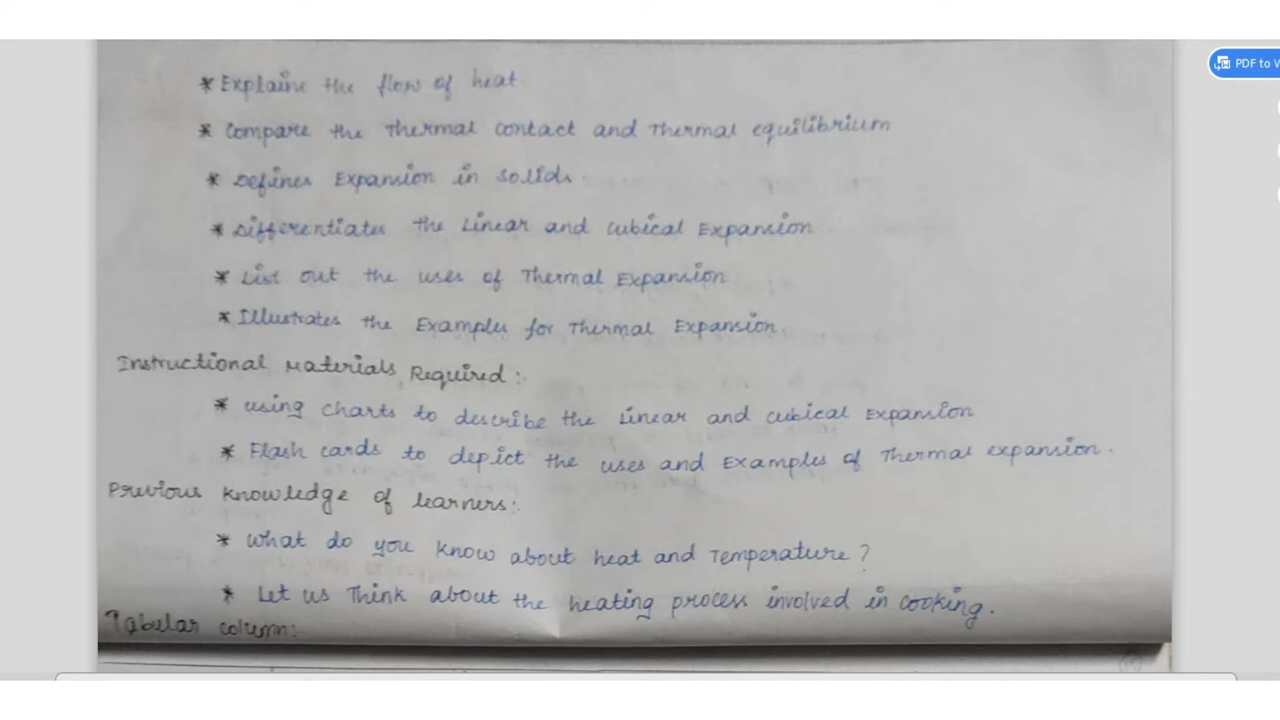 * Explains the flow of heat
* Compare the Thermal contact and Thermal equilibrium
* Defines Expansion in solids.
* Differentiates the Linear and cubical Expansion
* List out the uses of Thermal Expansion
* Illustrates the Examples for Thermal Expansion.
Instructional Materials Required:
* using charts to describe the Linear and cubical Expansion
* Flash cards to depict the uses and Examples of Thermal expansion.
Previous knowledge of learners:
* What do you know about heat and Temperature?
* Let us Think about the heating process involved in cooking.
Tabular column:
PDF to